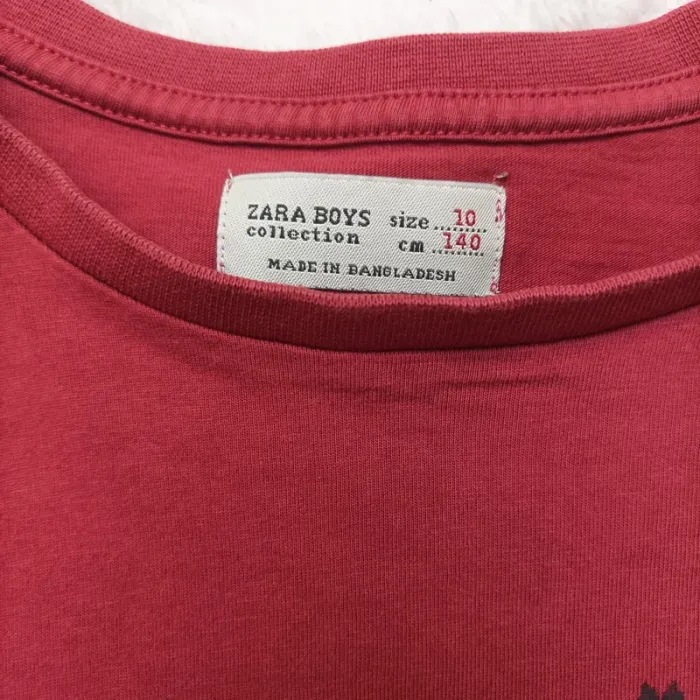 ZARA BOYS size 10
collection cm 140
MADE IN BANGLADESH